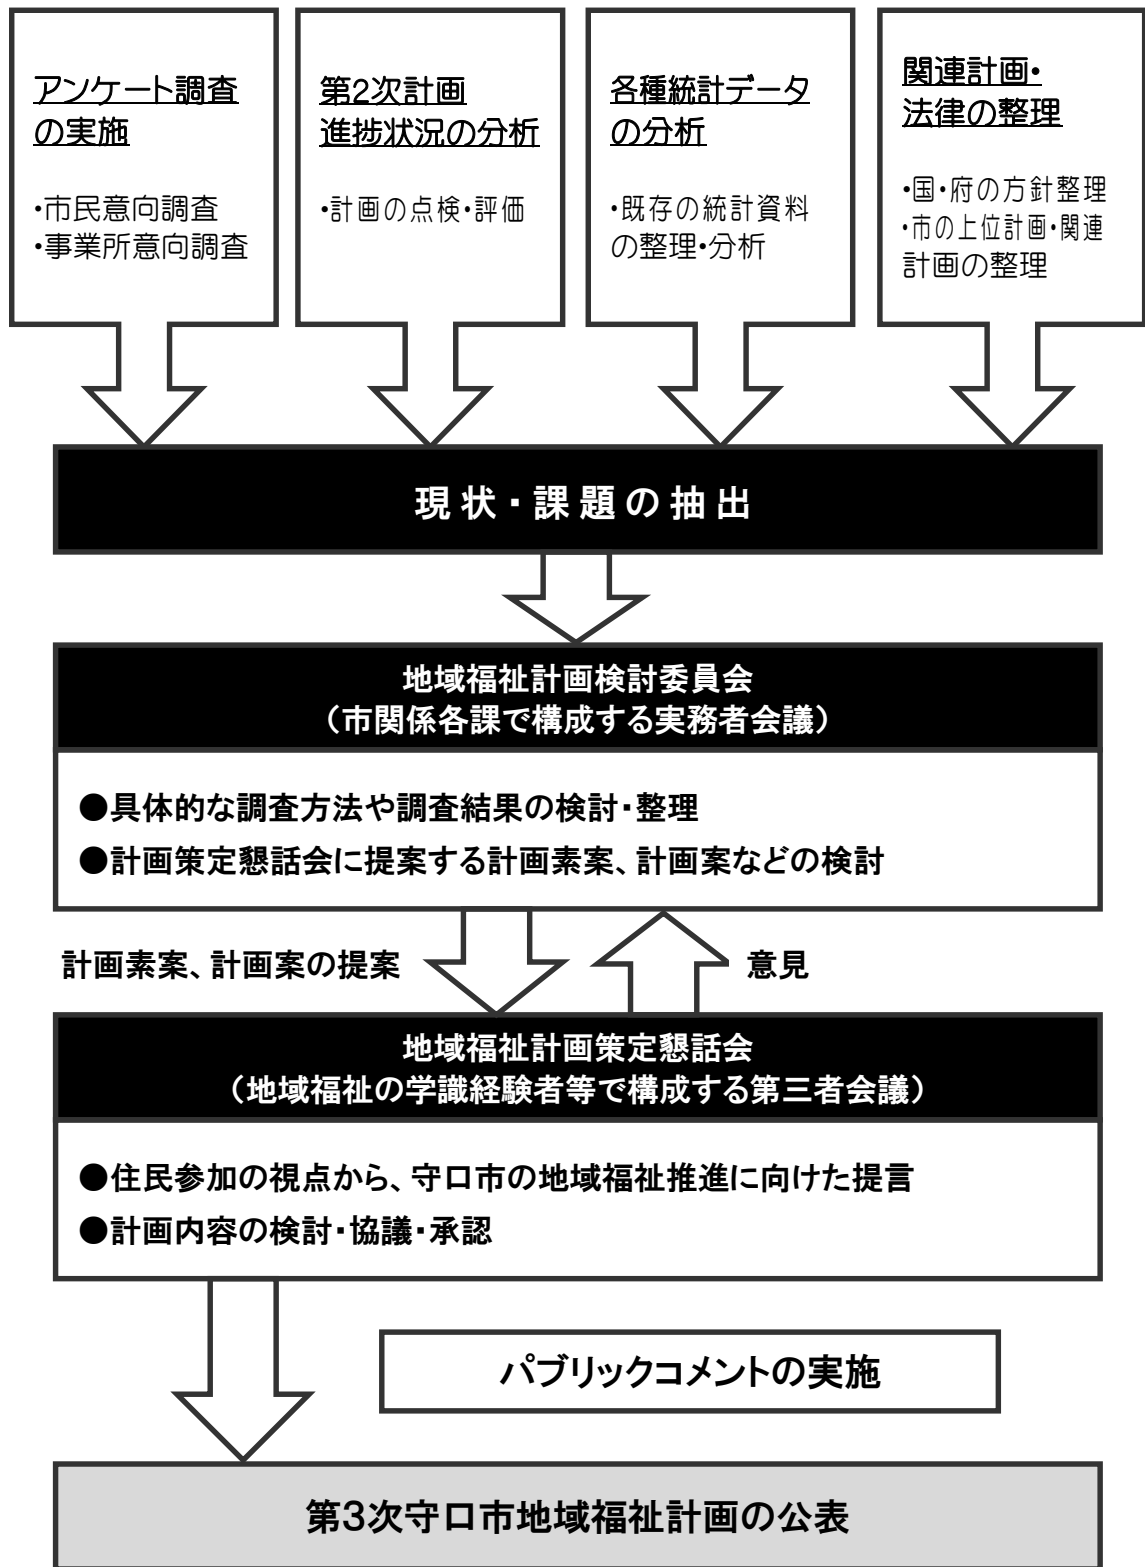 アンケート調査
の実施
・市民意向調査
・事業所意向調査
第2次計画
進捗状況の分析
・計画の点検・評価
各種統計データ
の分析
・既存の統計資料
の整理・分析
関連計画・
法律の整理
・国・府の方針整理
・市の上位計画・関連
計画の整理
現状・課題の抽出
地域福祉計画検討委員会
（市関係各課で構成する実務者会議）
●具体的な調査方法や調査結果の検討・整理
●計画策定懇話会に提案する計画素案、計画案などの検討
計画素案、計画案の提案
意見
地域福祉計画策定懇話会
（地域福祉の学識経験者等で構成する第三者会議）
●住民参加の視点から、守口市の地域福祉推進に向けた提言
●計画内容の検討・協議・承認
パブリックコメントの実施
第3次守口市地域福祉計画の公表